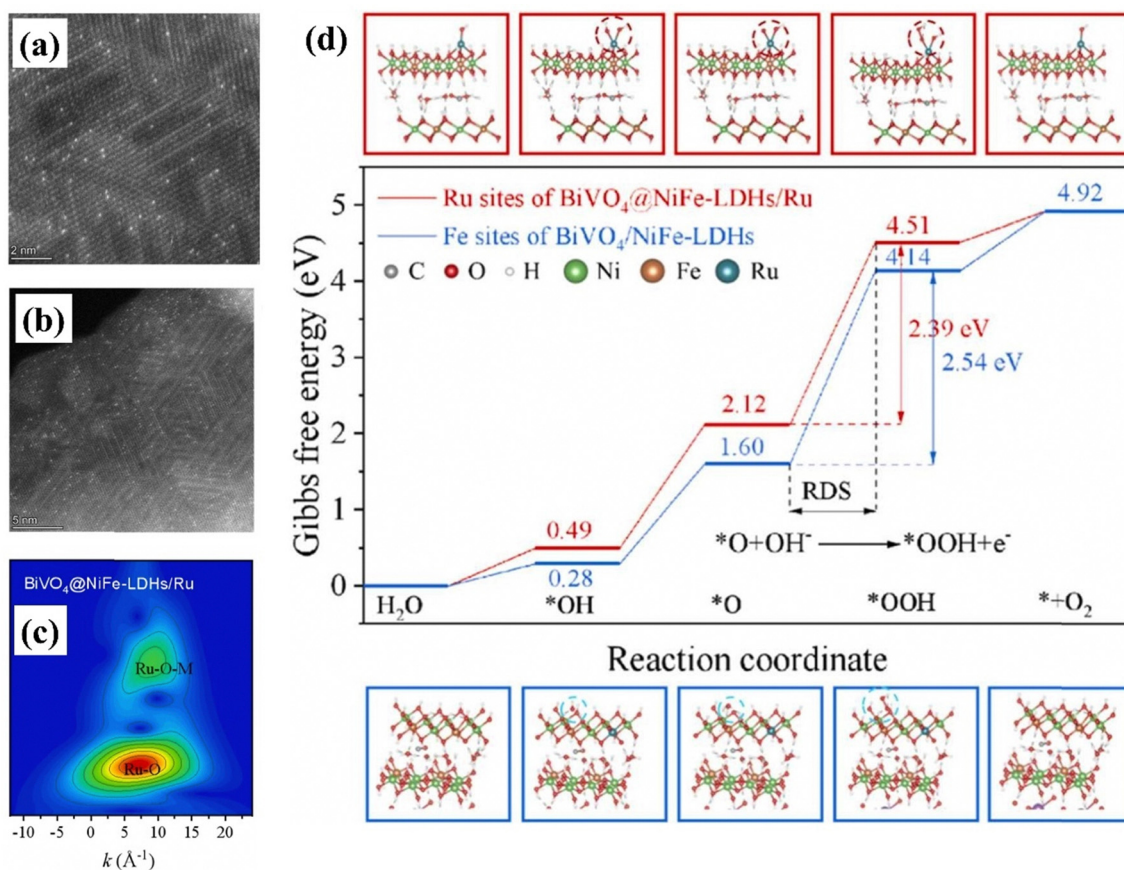 (a)
2 nm
(b)
5 nm
BiVO₄@NiFe-LDHs/Ru
(c)
Ru-O-M
Ru-O
-10 -5 0 5 10 15 20
k (Å⁻¹)
(d)
Gibbs free energy (eV)
5
4
3
2
1
0
Ru sites of BiVO₄@NiFe-LDHs/Ru
Fe sites of BiVO₄/NiFe-LDHs
C O H Ni Fe Ru
4.92
4.51
4.14
2.39 eV
2.54 eV
2.12
1.60
RDS
0.49
*O+OH⁻ *OOH+e⁻
0.28
H₂O *OH *O *OOH *+O₂
Reaction coordinate